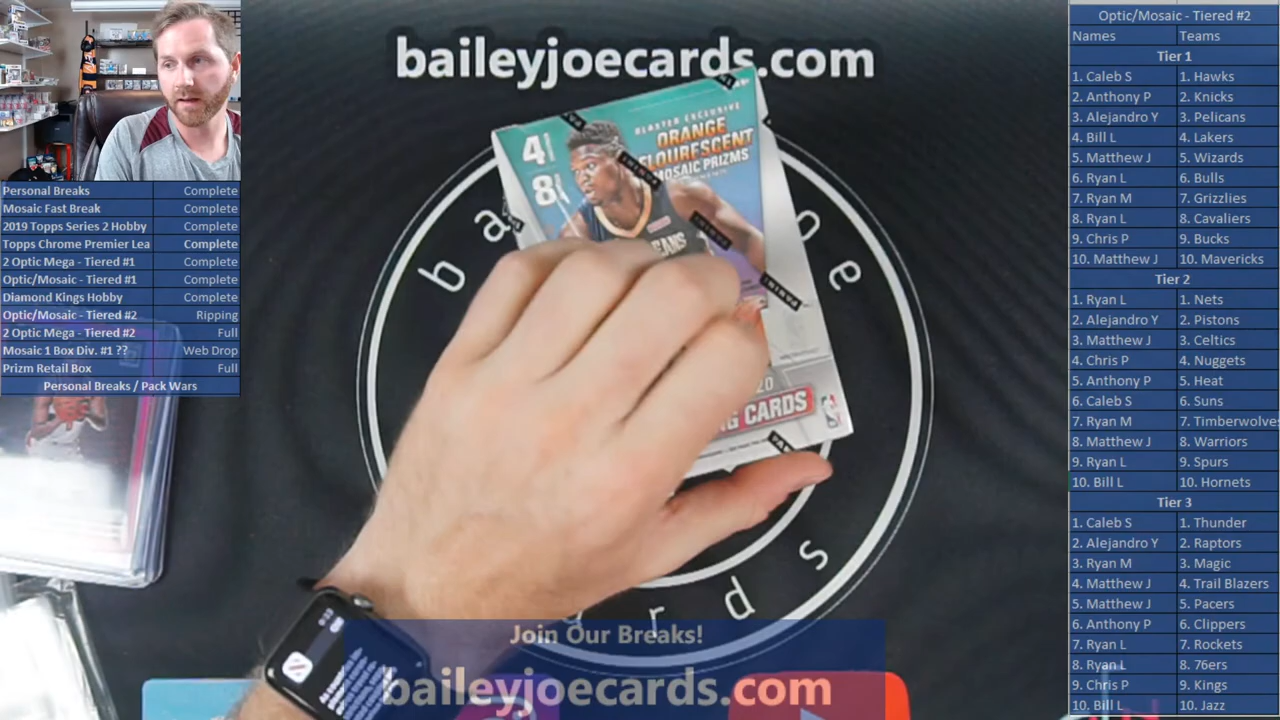 baileyjoecards.com
Personal Breaks Complete
Mosaic Fast Break Complete
2019 Topps Series 2 Hobby Complete
Topps Chrome Premier Lea Complete
2 Optic Mega - Tiered #1 Complete
Optic/Mosaic - Tiered #1 Complete
Diamond Kings Hobby Complete
Optic/Mosaic - Tiered #2 Ripping
2 Optic Mega - Tiered #2 Full
Mosaic 1 Box Div. #1 ?? Web Drop
Prizm Retail Box Full
Personal Breaks / Pack Wars
4
8
BLASTER EXCLUSIVE
ORANGE
FLOURESCENT
MOSAIC PRIZMS
EANS
PANINI
20
NG CARDS
b a o e
r d s
Join Our Breaks!
baileyjoecards.com
Optic/Mosaic - Tiered #2
Names Teams
Tier 1
1. Caleb S 1. Hawks
2. Anthony P 2. Knicks
3. Alejandro Y 3. Pelicans
4. Bill L 4. Lakers
5. Matthew J 5. Wizards
6. Ryan L 6. Bulls
7. Ryan M 7. Grizzlies
8. Ryan L 8. Cavaliers
9. Chris P 9. Bucks
10. Matthew J 10. Mavericks
Tier 2
1. Ryan L 1. Nets
2. Alejandro Y 2. Pistons
3. Matthew J 3. Celtics
4. Chris P 4. Nuggets
5. Anthony P 5. Heat
6. Caleb S 6. Suns
7. Ryan M 7. Timberwolves
8. Matthew J 8. Warriors
9. Ryan L 9. Spurs
10. Bill L 10. Hornets
Tier 3
1. Caleb S 1. Thunder
2. Alejandro Y 2. Raptors
3. Ryan M 3. Magic
4. Matthew J 4. Trail Blazers
5. Matthew J 5. Pacers
6. Anthony P 6. Clippers
7. Ryan L 7. Rockets
8. Ryan L 8. 76ers
9. Chris P 9. Kings
10. Bill L 10. Jazz